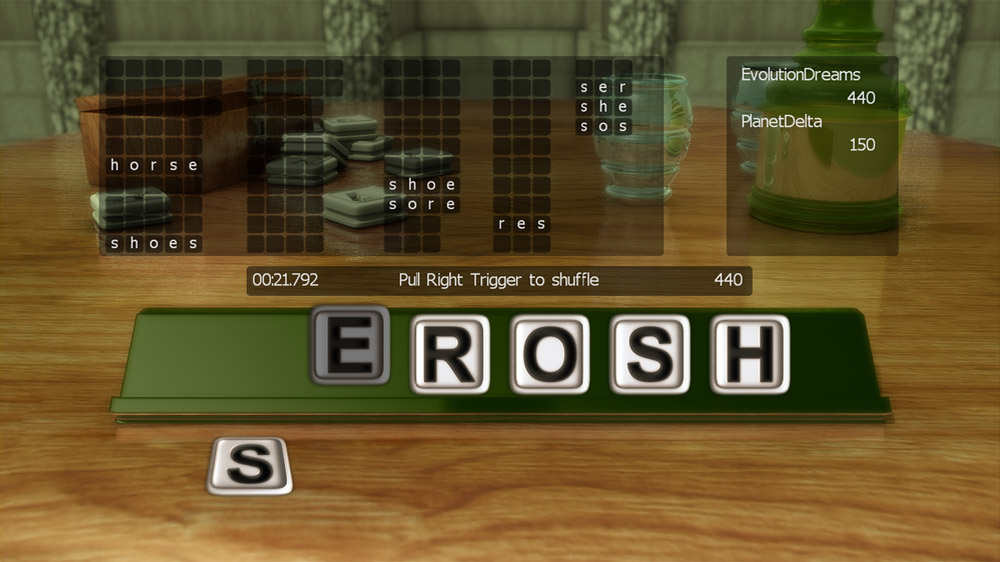 ser
she
sos
horse
shoe
sore
res
shoes
EvolutionDreams
440
PlanetDelta
150
00:21.792 Pull Right Trigger to shuffle 440
E R O S H
S